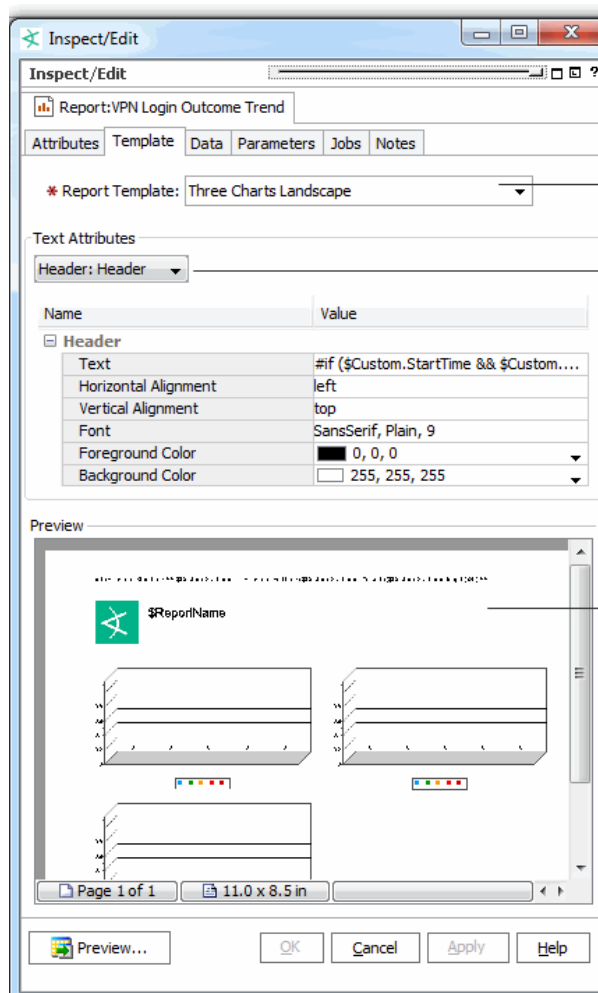 Inspect/Edit
Inspect/Edit ?
Report:VPN Login Outcome Trend
Attributes Template Data Parameters Jobs Notes
* Report Template: Three Charts Landscape
Text Attributes
Header: Header
Name Value
Header
Text #if ($Custom.StartTime && $Custom....
Horizontal Alignment left
Vertical Alignment top
Font SansSerif, Plain, 9
Foreground Color 0, 0, 0
Background Color 255, 255, 255
Preview
$ReportName
Page 1 of 1 11.0 x 8.5 in
Preview... OK Cancel Apply Help